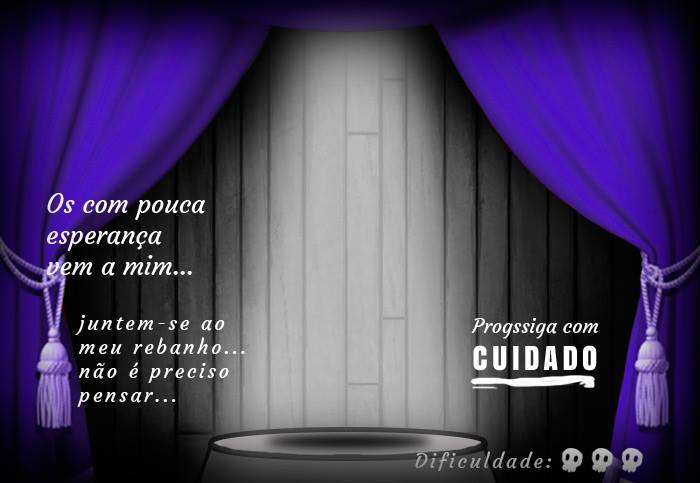 Os com pouca
esperança
vem a mim...
juntem-se ao
meu rebanho...
não é preciso
pensar...
Progssiga com
CUIDADO
Dificuldade: